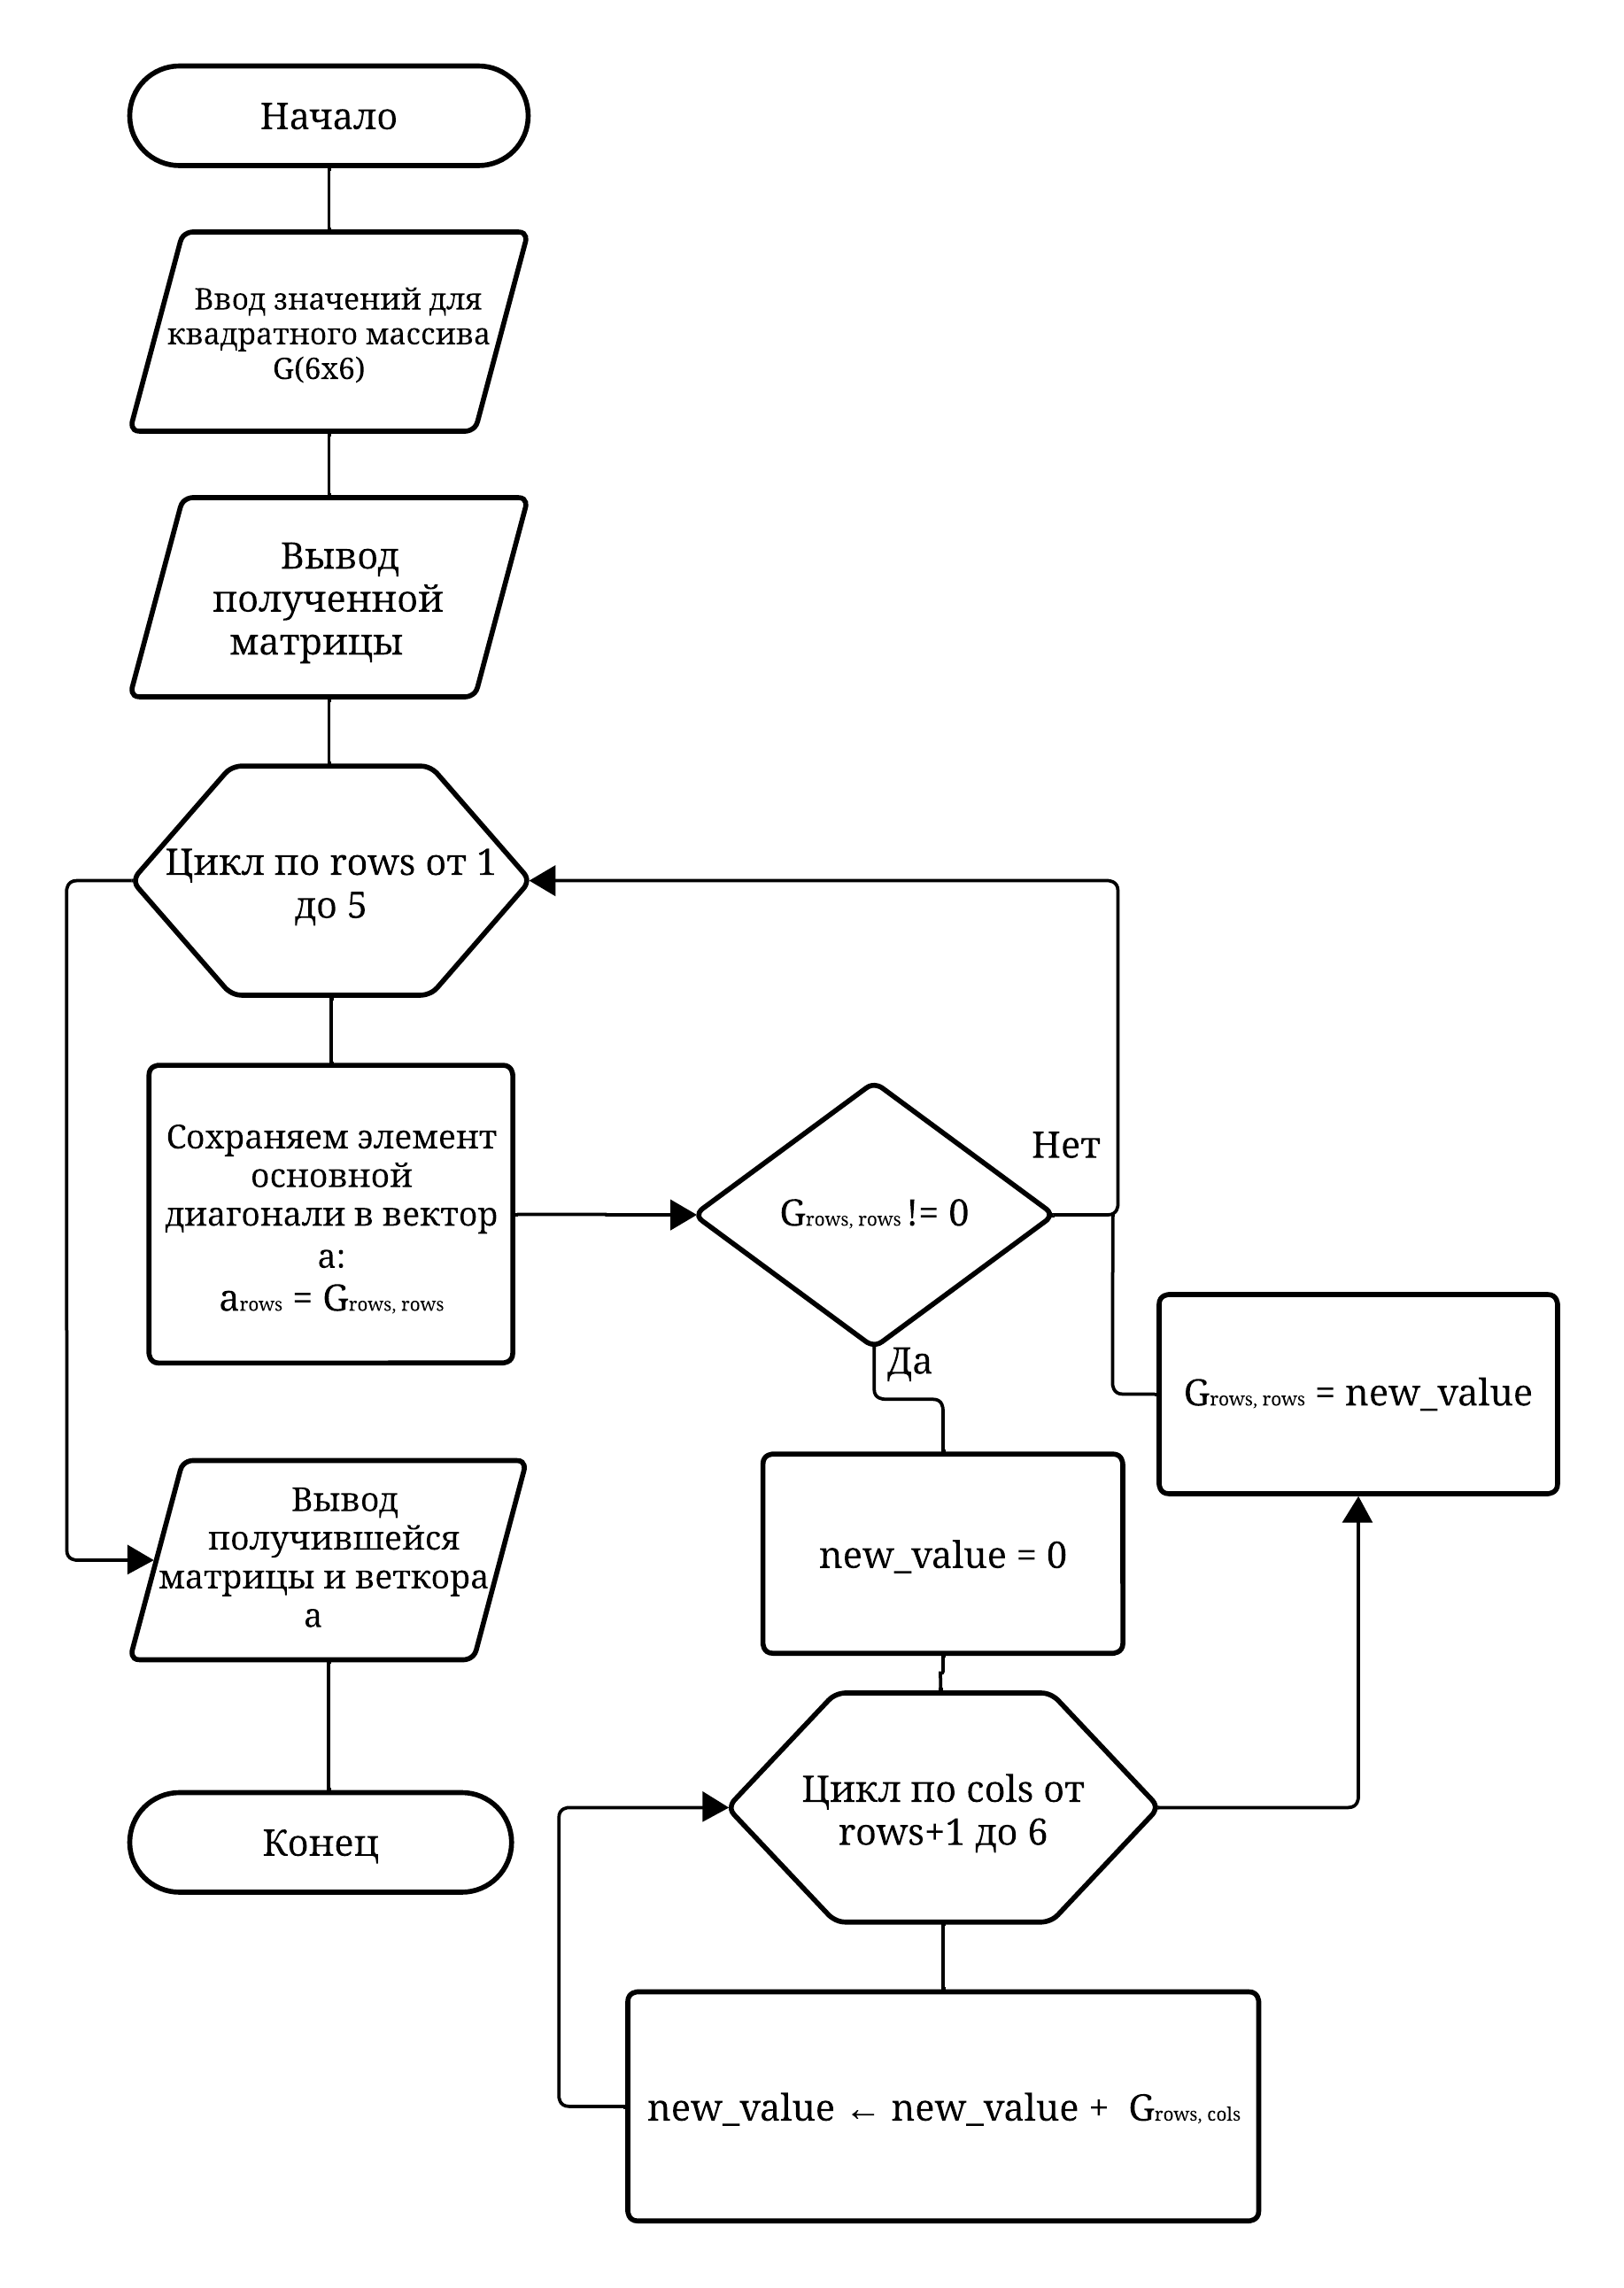 Начало
Ввод значений для
квадратного массива
G(6x6)
Вывод
полученной
матрицы
Цикл по rows от 1
до 5
Сохраняем элемент
основной
диагонали в вектор
a:
arows = Grows, rows
Grows, rows != 0
Нет
Да
Grows, rows = new_value
new_value = 0
Цикл по cols от
rows+1 до 6
new_value ← new_value + Grows, cols
Вывод
получившейся
матрицы и веткора
a
Конец